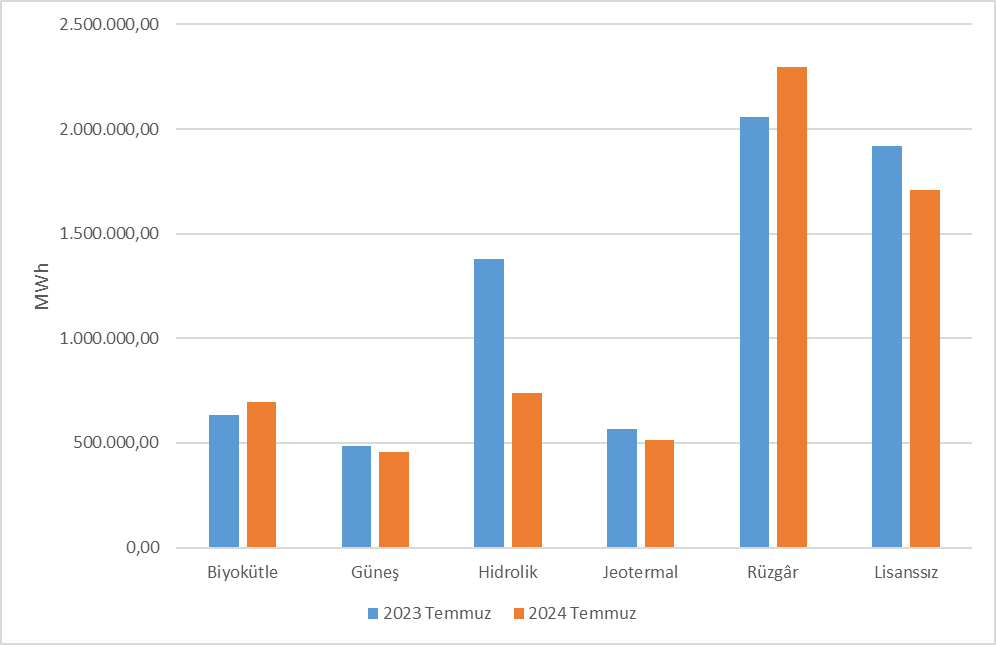 2.500.000,00
2.000.000,00
1.500.000,00
1.000.000,00
500.000,00
0,00
MWh
Biyokütle Güneş Hidrolik Jeotermal Rüzgâr Lisanssız
2023 Temmuz 2024 Temmuz